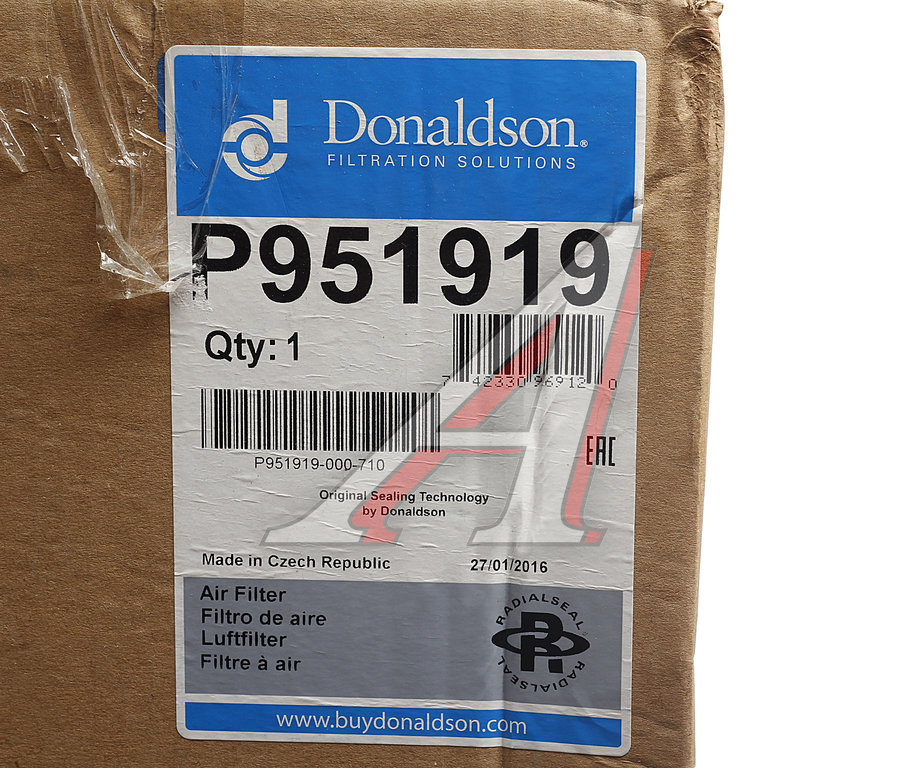 Donaldson®
FILTRATION SOLUTIONS
P951919
Qty: 1
7 42330 96912 0
P951919-000-710
EAC
Original Sealing Technology
by Donaldson
Made in Czech Republic 27/01/2016
Air Filter
Filtro de aire
Luftfilter
Filtre à air
RADIALSEAL
RADIALSEAL
www.buydonaldson.com